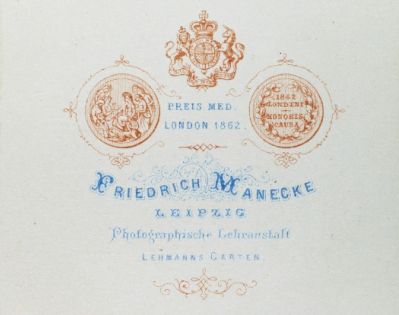 PREIS MED.
LONDON 1862.
1862
LONDINI
HONORIS
CAUSA
FRIEDRICH MANECKE
LEIPZIG
Photographische Lehranstalt
LEHMANNS GARTEN.